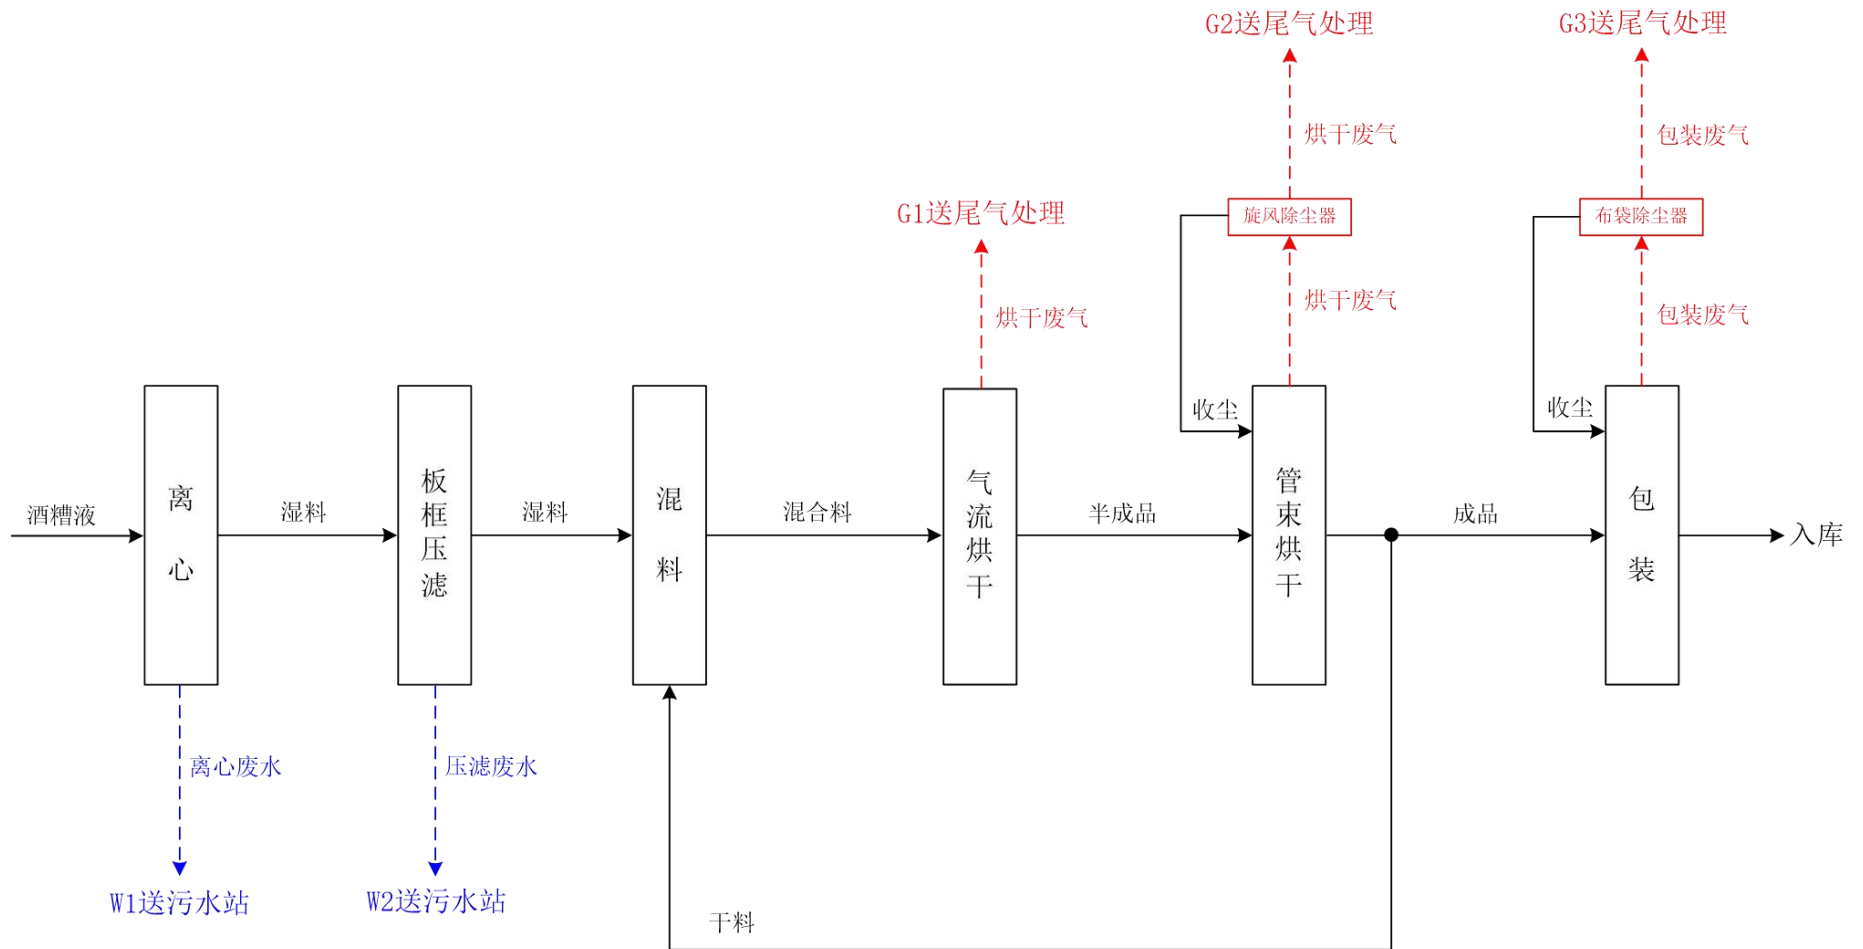 G2送尾气处理
G3送尾气处理
烘干废气
包装废气
G1送尾气处理
旋风除尘器
布袋除尘器
烘干废气
烘干废气
包装废气
收尘
收尘
酒糟液
离心
湿料
板框压滤
湿料
混料
混合料
气流烘干
半成品
管束烘干
成品
包装
入库
离心废水
压滤废水
W1送污水站
W2送污水站
干料